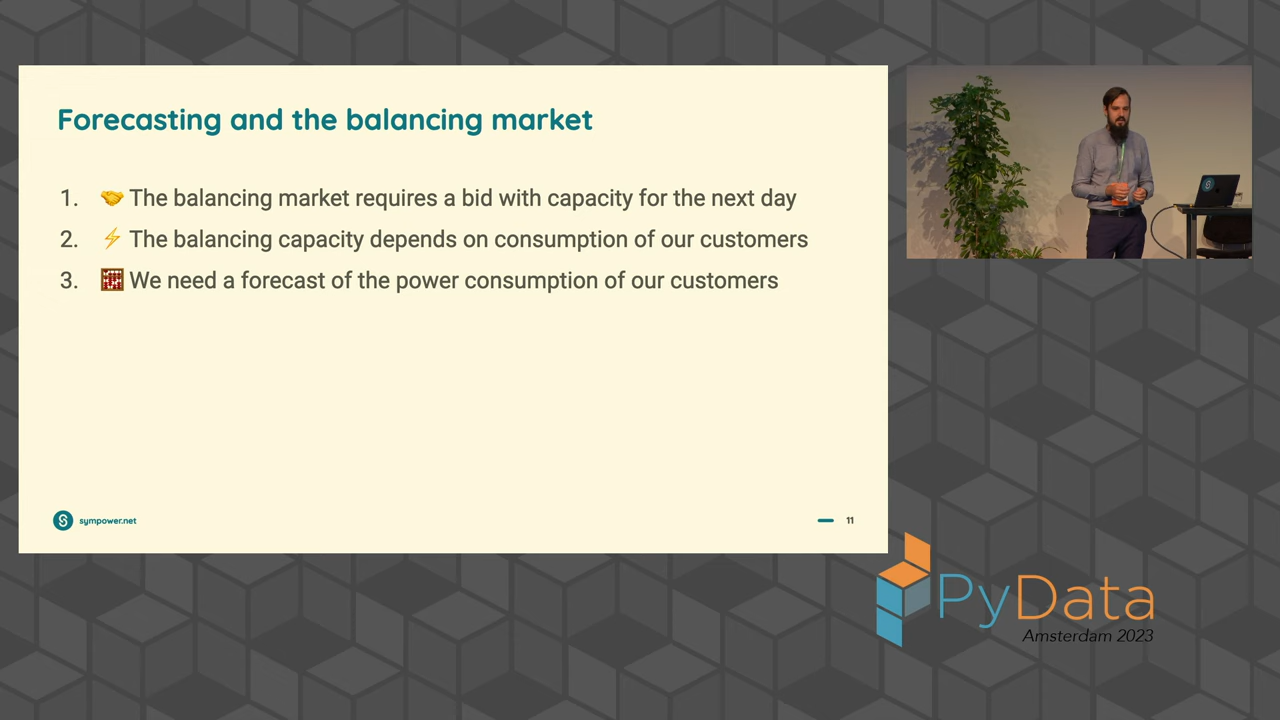 Forecasting and the balancing market
1. 🤝 The balancing market requires a bid with capacity for the next day
2. ⚡ The balancing capacity depends on consumption of our customers
3. 🧮 We need a forecast of the power consumption of our customers
sympower.net
11
PyData
Amsterdam 2023